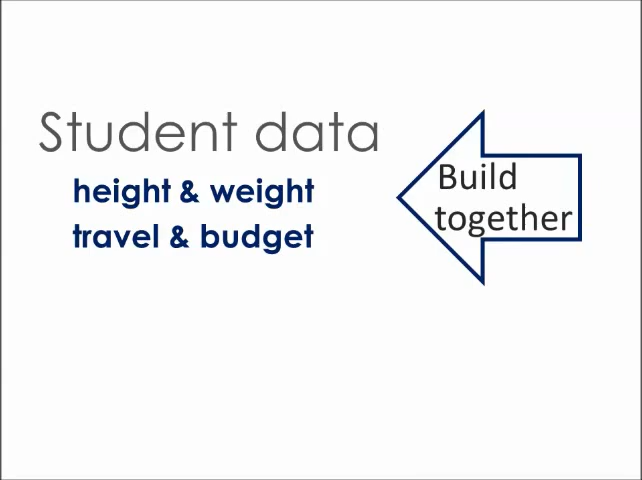 Student data
height & weight
travel & budget
Build
together